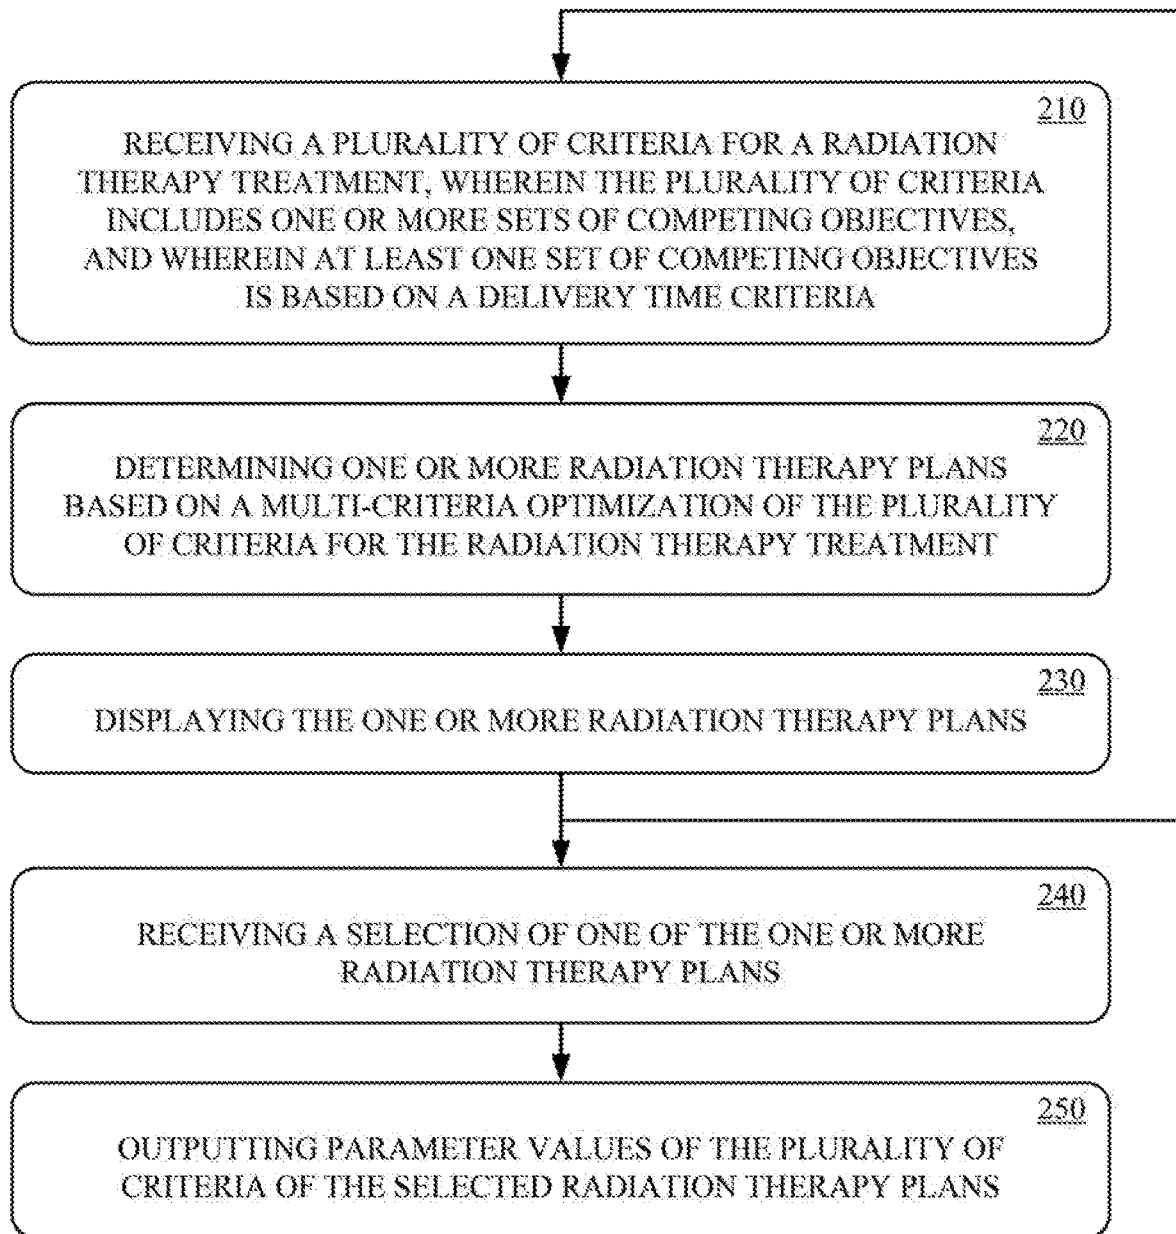 210
RECEIVING A PLURALITY OF CRITERIA FOR A RADIATION
THERAPY TREATMENT, WHEREIN THE PLURALITY OF CRITERIA
INCLUDES ONE OR MORE SETS OF COMPETING OBJECTIVES,
AND WHEREIN AT LEAST ONE SET OF COMPETING OBJECTIVES
IS BASED ON A DELIVERY TIME CRITERIA
220
DETERMINING ONE OR MORE RADIATION THERAPY PLANS
BASED ON A MULTI-CRITERIA OPTIMIZATION OF THE PLURALITY
OF CRITERIA FOR THE RADIATION THERAPY TREATMENT
230
DISPLAYING THE ONE OR MORE RADIATION THERAPY PLANS
240
RECEIVING A SELECTION OF ONE OF THE ONE OR MORE
RADIATION THERAPY PLANS
250
OUTPUTTING PARAMETER VALUES OF THE PLURALITY OF
CRITERIA OF THE SELECTED RADIATION THERAPY PLANS